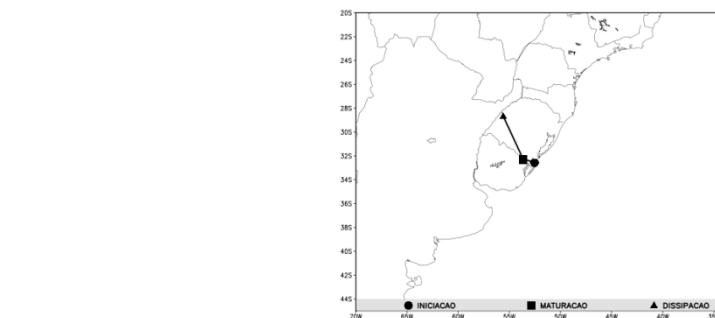 20S
22S
24S
26S
28S
30S
32S
34S
36S
38S
40S
42S
44S
INICIACAO MATURACAO DISSIPACAO
70W 65W 60W 55W 50W 45W 40W